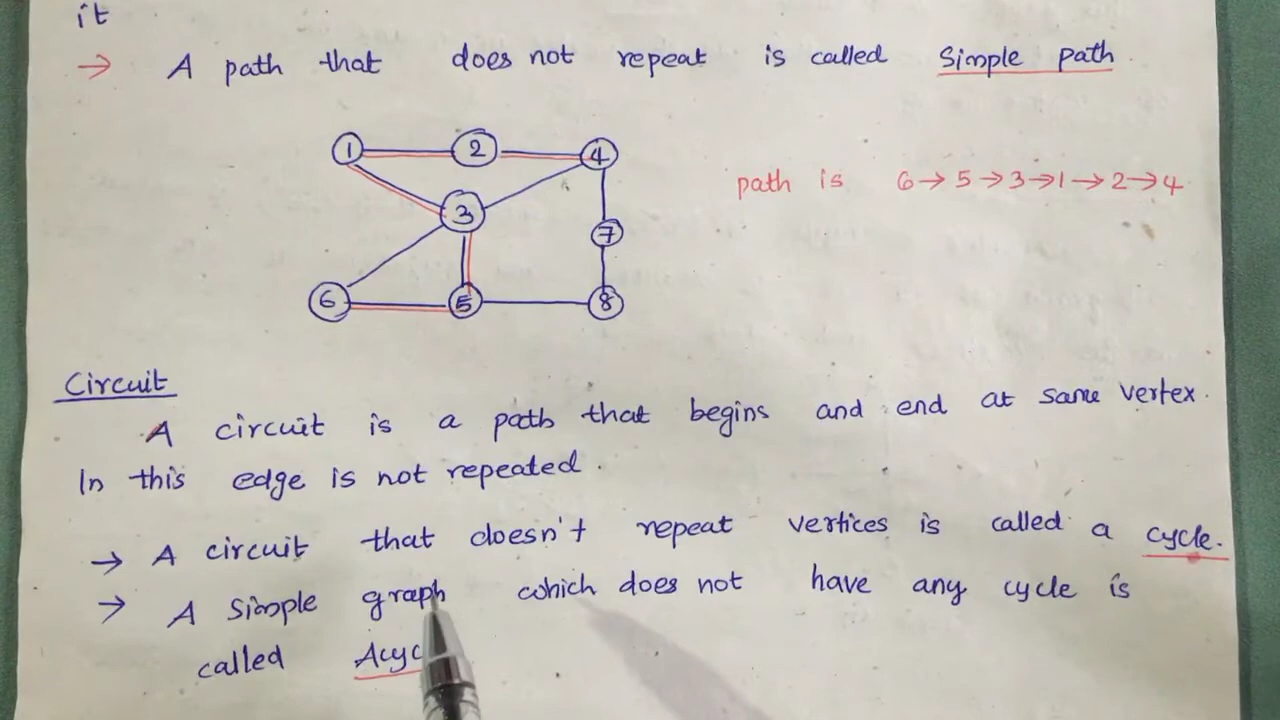 it
→ A path that does not repeat is called Simple path
1 2 4
path is 6→5→3→1→2→4
3
7
6 5 8
Circuit
A circuit is a path that begins and end at same vertex.
In this edge is not repeated.
→ A circuit that doesn't repeat vertices is called a cycle.
→ A Simple graph which does not have any cycle is
called